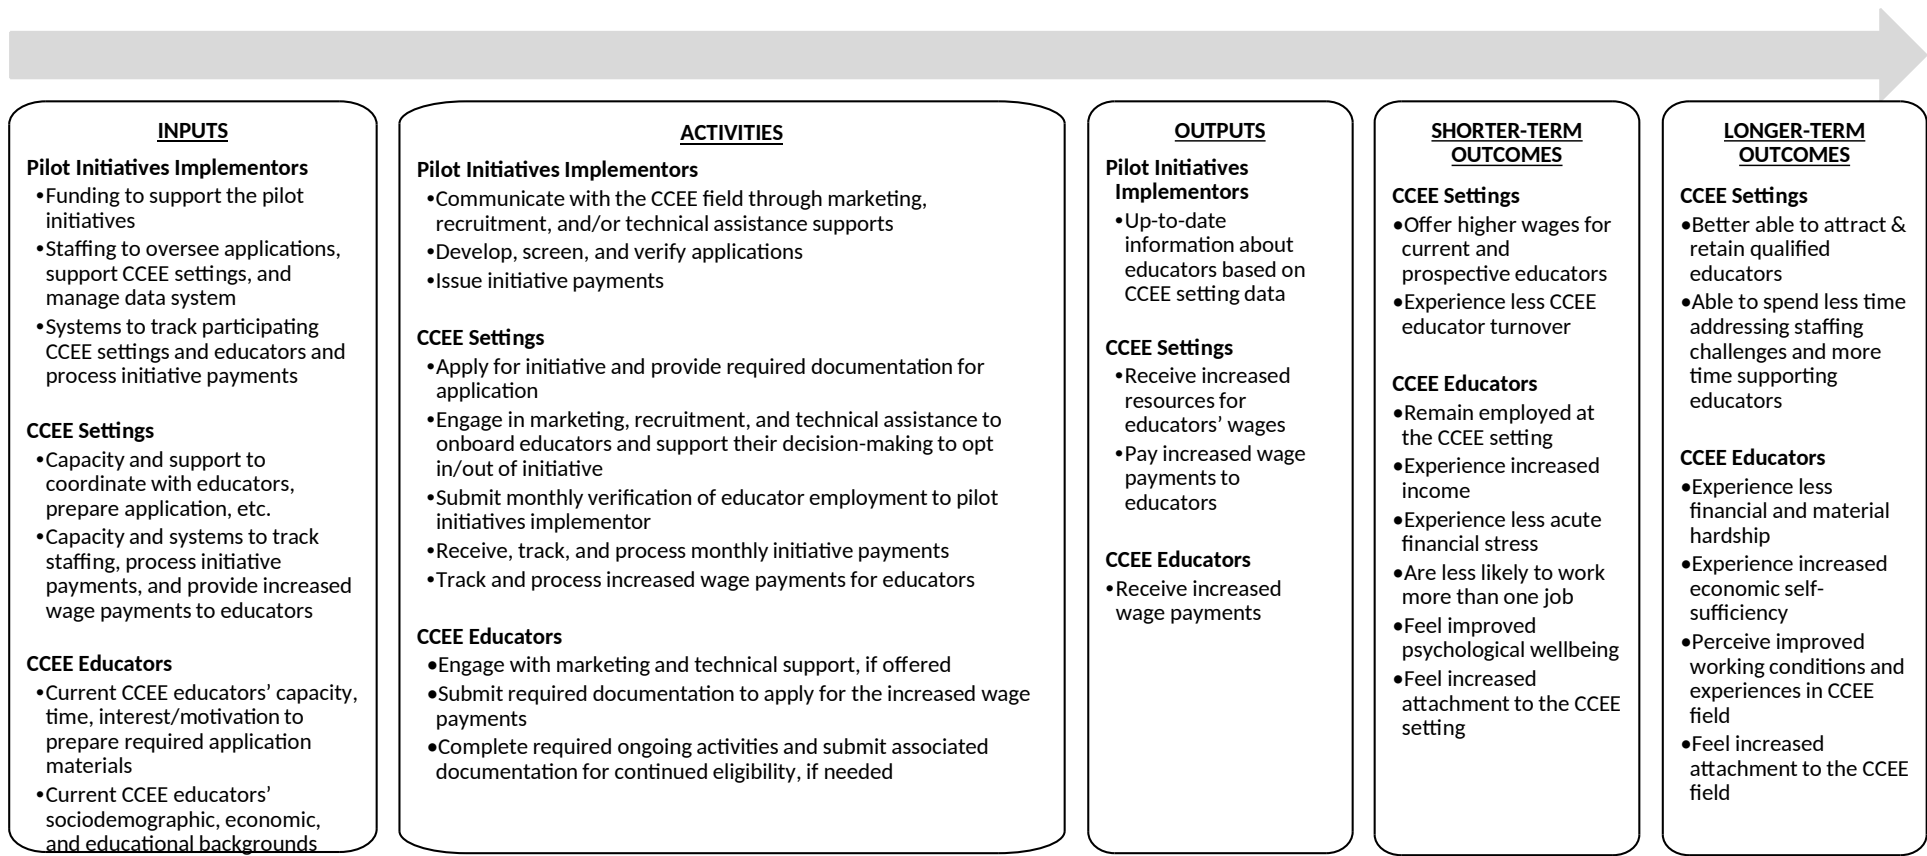 INPUTS
Pilot Initiatives Implementors
•Funding to support the pilot
initiatives
•Staffing to oversee applications,
support CCEE settings, and
manage data system
•Systems to track participating
CCEE settings and educators and
process initiative payments
CCEE Settings
•Capacity and support to
coordinate with educators,
prepare application, etc.
•Capacity and systems to track
staffing, process initiative
payments, and provide increased
wage payments to educators
CCEE Educators
•Current CCEE educators’ capacity,
time, interest/motivation to
prepare required application
materials
•Current CCEE educators’
sociodemographic, economic,
and educational backgrounds
ACTIVITIES
Pilot Initiatives Implementors
•Communicate with the CCEE field through marketing,
recruitment, and/or technical assistance supports
•Develop, screen, and verify applications
•Issue initiative payments
CCEE Settings
•Apply for initiative and provide required documentation for
application
•Engage in marketing, recruitment, and technical assistance to
onboard educators and support their decision-making to opt
in/out of initiative
•Submit monthly verification of educator employment to pilot
initiatives implementor
•Receive, track, and process monthly initiative payments
•Track and process increased wage payments for educators
CCEE Educators
•Engage with marketing and technical support, if offered
•Submit required documentation to apply for the increased wage
payments
•Complete required ongoing activities and submit associated
documentation for continued eligibility, if needed
OUTPUTS
Pilot Initiatives
Implementors
•Up-to-date
information about
educators based on
CCEE setting data
CCEE Settings
•Receive increased
resources for
educators’ wages
•Pay increased wage
payments to
educators
CCEE Educators
•Receive increased
wage payments
SHORTER-TERM
OUTCOMES
CCEE Settings
•Offer higher wages for
current and
prospective educators
•Experience less CCEE
educator turnover
CCEE Educators
•Remain employed at
the CCEE setting
•Experience increased
income
•Experience less acute
financial stress
•Are less likely to work
more than one job
•Feel improved
psychological wellbeing
•Feel increased
attachment to the CCEE
setting
LONGER-TERM
OUTCOMES
CCEE Settings
•Better able to attract &
retain qualified
educators
•Able to spend less time
addressing staffing
challenges and more
time supporting
educators
CCEE Educators
•Experience less
financial and material
hardship
•Experience increased
economic self-
sufficiency
•Perceive improved
working conditions and
experiences in CCEE
field
•Feel increased
attachment to the CCEE
field